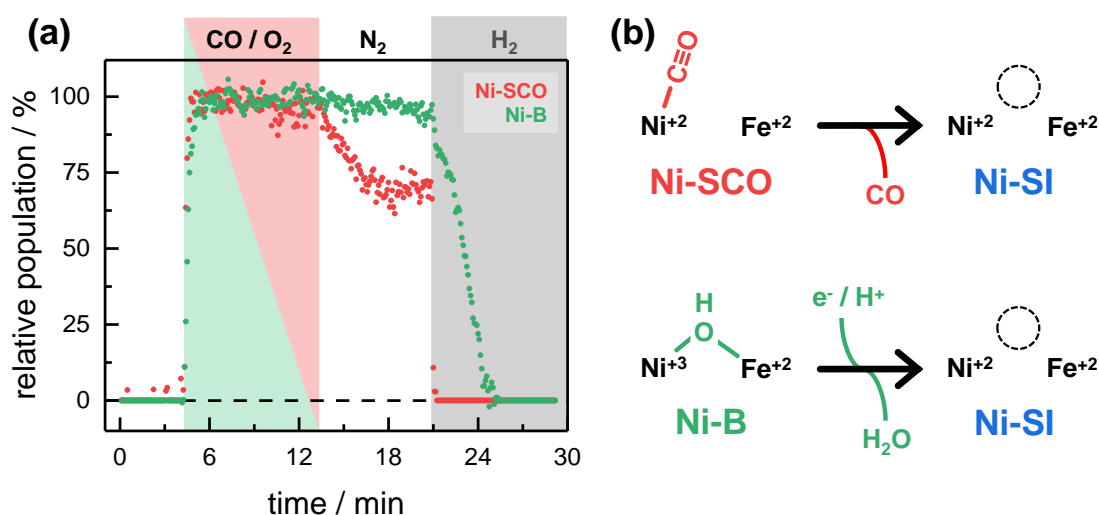 (a)
CO / O₂ N₂ H₂
Ni-SCO
Ni-B
relative population / %
100
75
50
25
0
0 6 12 18 24 30
time / min
(b)
C≡O
Ni⁺² Fe⁺² Ni⁺² Fe⁺²
Ni-SCO CO Ni-SI
H
O
e⁻ / H⁺
Ni⁺³ Fe⁺² Ni⁺² Fe⁺²
Ni-B H₂O Ni-SI